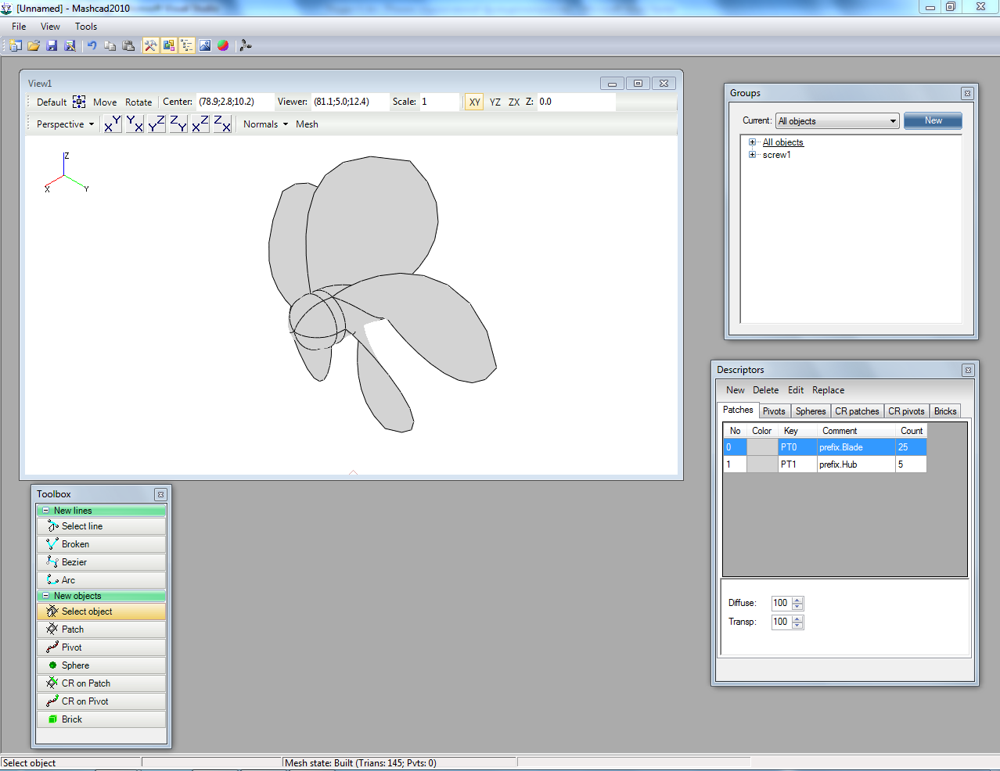 [Unnamed] - Mashcad2010
File View Tools
View1
Default Move Rotate Center: (78.9;2.8;10.2) Viewer: (81.1;5.0;12.4) Scale: 1 XY YZ ZX Z: 0.0
Perspective X Y Y X Y Z Z Y X Z Z X Normals Mesh
Z
X Y
Groups
Current: All objects New
All objects
screw1
Descriptors
New Delete Edit Replace
Patches Pivots Spheres CR patches CR pivots Bricks
No Color Key Comment Count
0 PT0 prefix.Blade 25
1 PT1 prefix.Hub 5
Diffuse: 100
Transp: 100
Toolbox
New lines
Select line
Broken
Bezier
Arc
New objects
Select object
Patch
Pivot
Sphere
CR on Patch
CR on Pivot
Brick
Select object Mesh state: Built (Trians: 145; Pvts: 0)